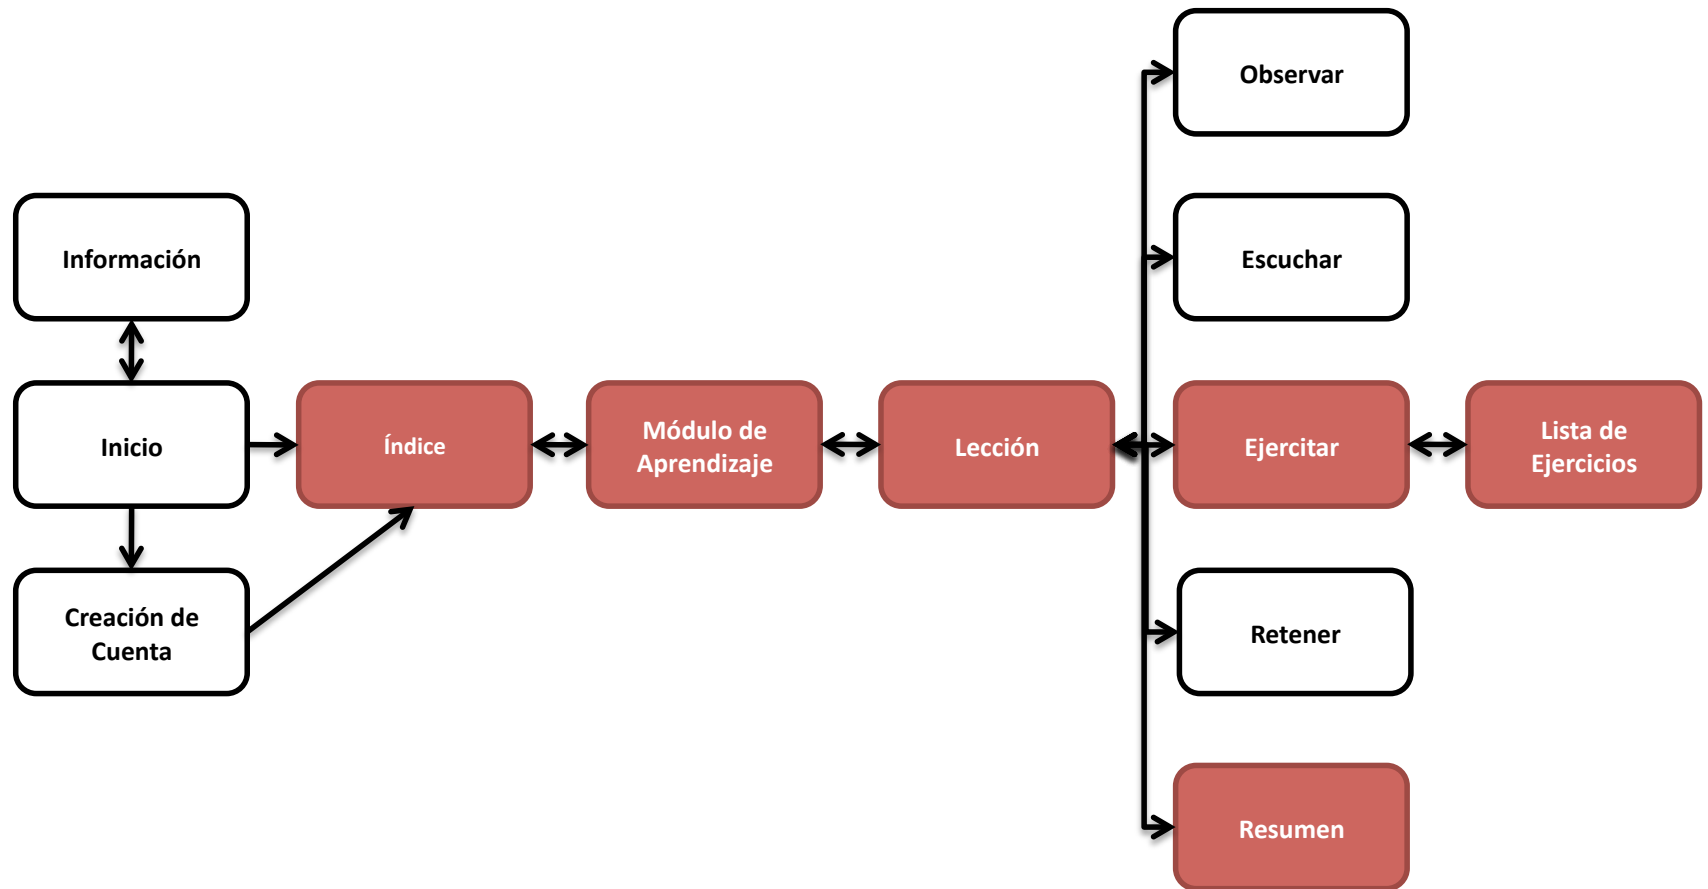 Observar
Información
Escuchar
Inicio
Índice
Módulo de
Aprendizaje
Lección
Ejercitar
Lista de
Ejercicios
Creación de
Cuenta
Retener
Resumen